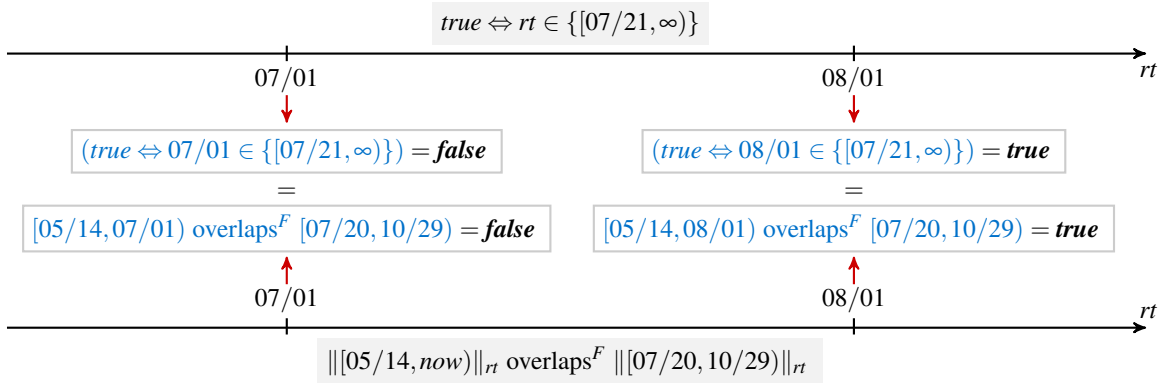 true ⇔ rt ∈ {[07/21, ∞)}
rt
07/01 08/01
(true ⇔ 07/01 ∈ {[07/21, ∞)}) = false (true ⇔ 08/01 ∈ {[07/21, ∞)}) = true
= =
[05/14, 07/01) overlaps^F [07/20, 10/29) = false [05/14, 08/01) overlaps^F [07/20, 10/29) = true
07/01 08/01
rt
∥[05/14, now)∥_rt overlaps^F ∥[07/20, 10/29)∥_rt